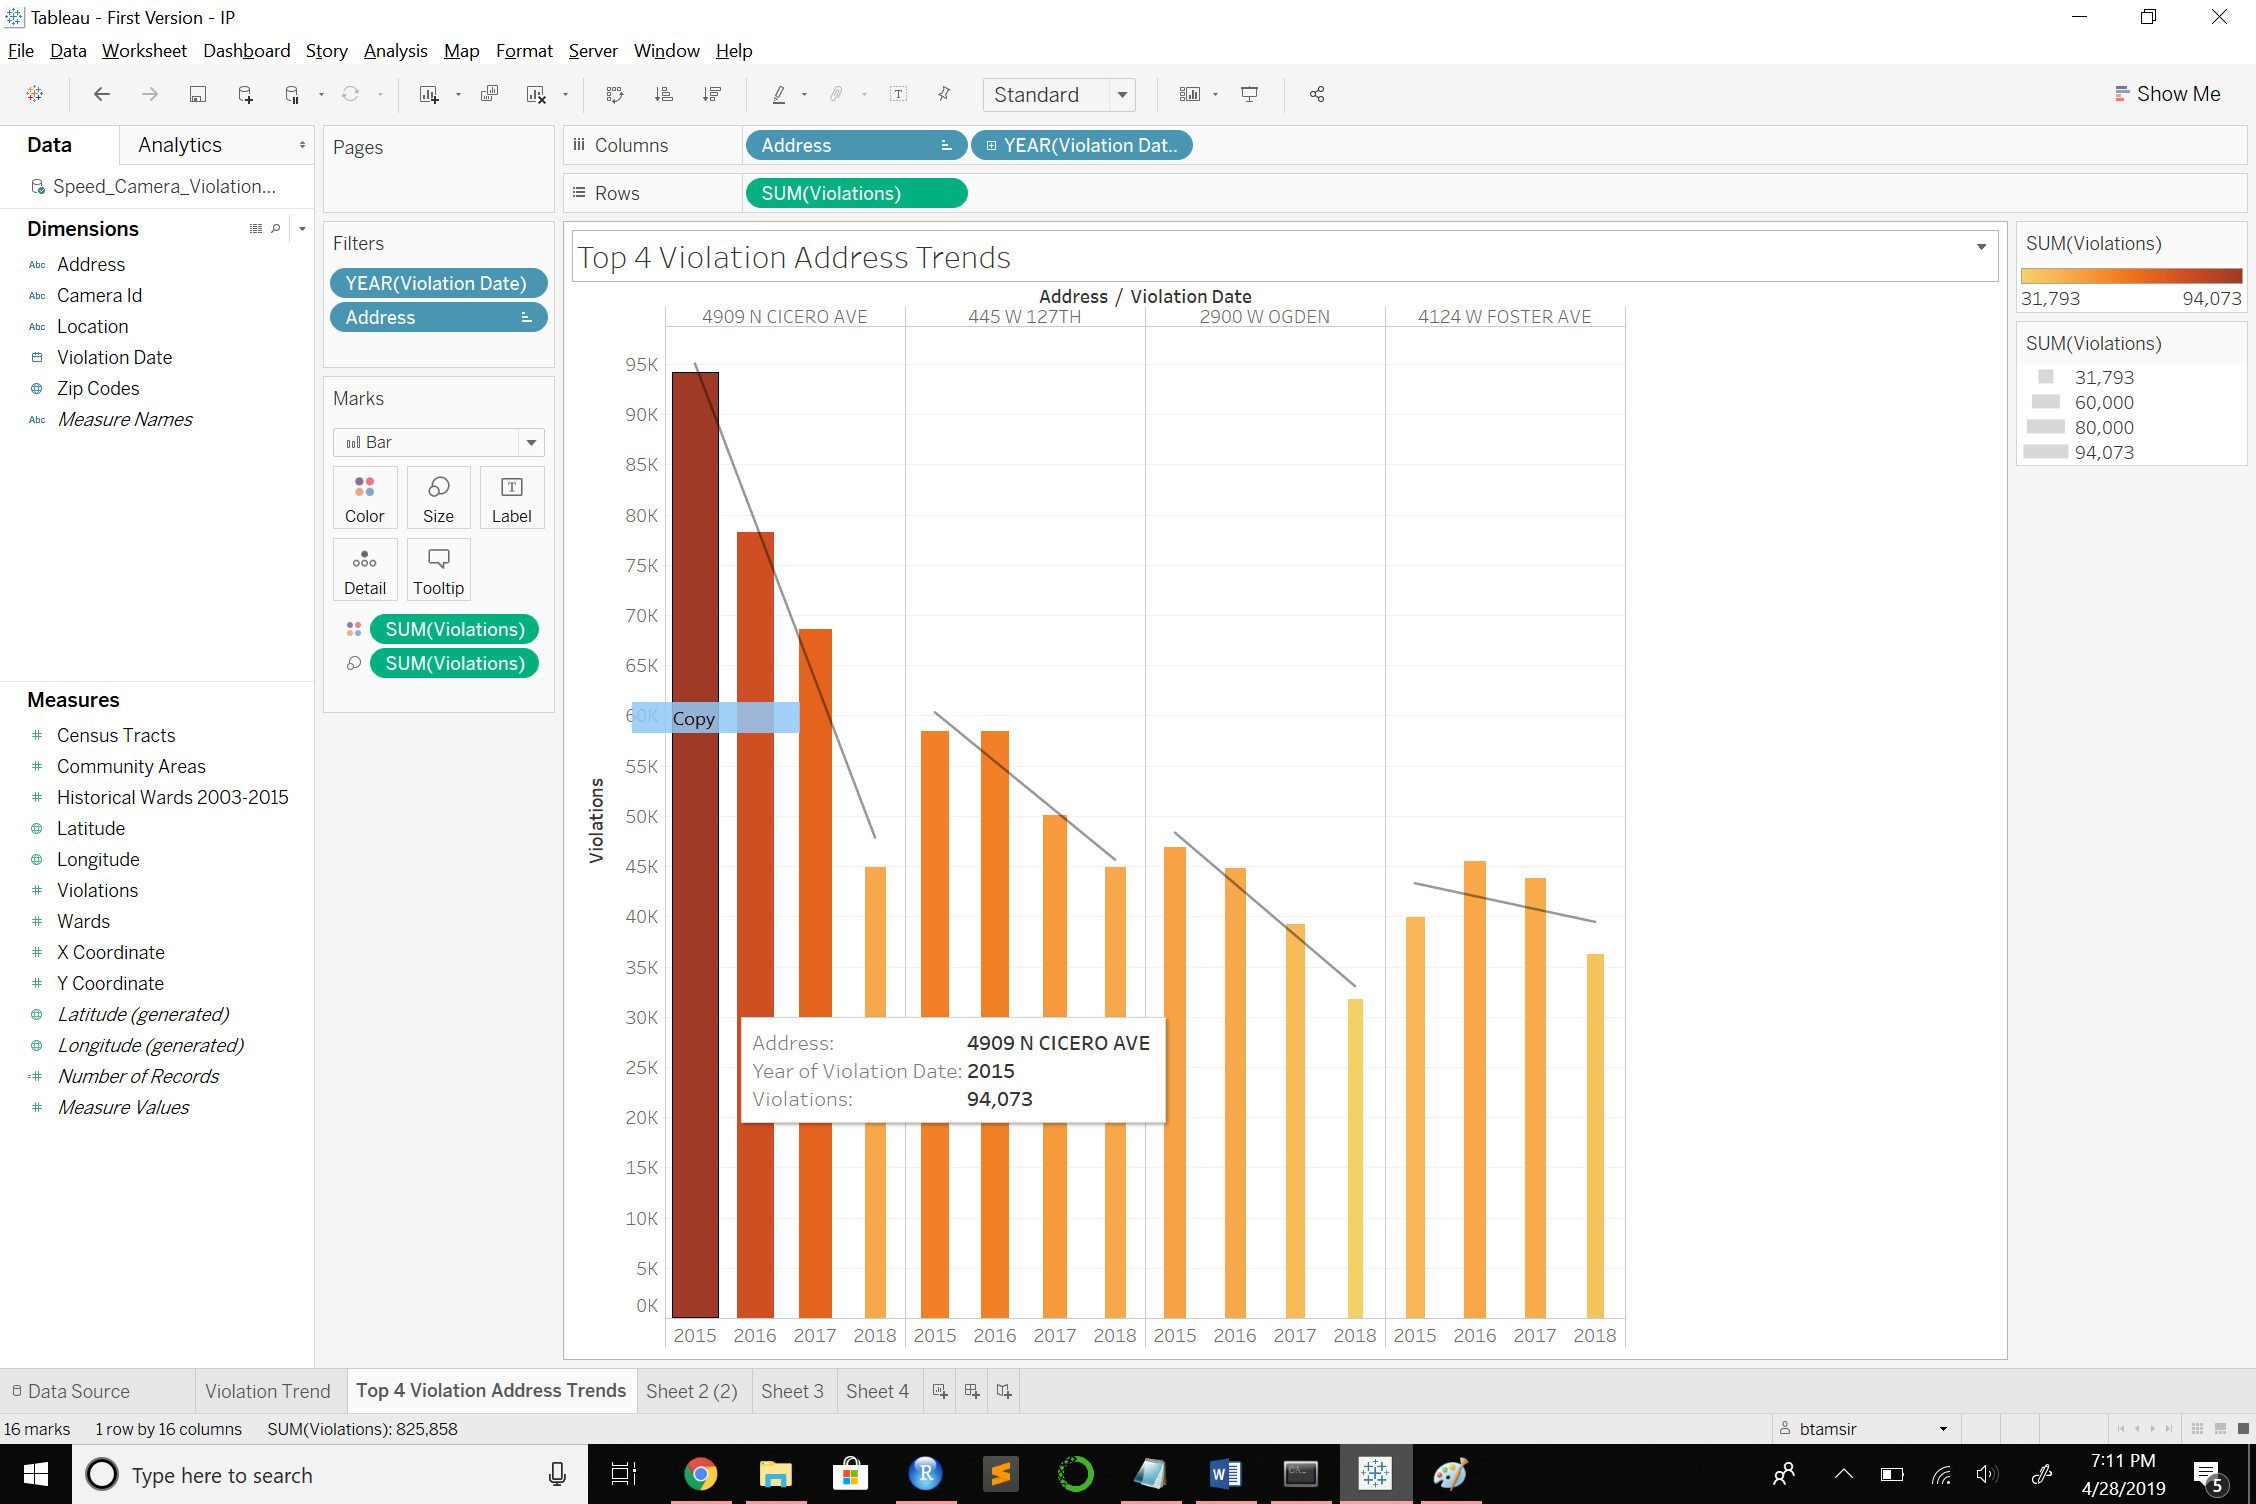 Tableau - First Version - IP
File Data Worksheet Dashboard Story Analysis Map Format Server Window Help
Standard
Show Me
Data Analytics
Speed_Camera_Violation...
Dimensions
Abc Address
Abc Camera Id
Abc Location
Violation Date
Zip Codes
Abc Measure Names
Measures
Census Tracts
Community Areas
Historical Wards 2003-2015
Latitude
Longitude
Violations
Wards
X Coordinate
Y Coordinate
Latitude (generated)
Longitude (generated)
Number of Records
Measure Values
Pages
Filters
YEAR(Violation Date)
Address
Marks
Bar
Color Size Label
Detail Tooltip
SUM(Violations)
SUM(Violations)
Columns Address YEAR(Violation Dat..
Rows SUM(Violations)
Top 4 Violation Address Trends
Address / Violation Date
4909 N CICERO AVE 445 W 127TH 2900 W OGDEN 4124 W FOSTER AVE
95K
90K
85K
80K
75K
70K
65K
60K
55K
50K
45K
40K
35K
30K
25K
20K
15K
10K
5K
0K
Violations
Copy
Address: 4909 N CICERO AVE
Year of Violation Date: 2015
Violations: 94,073
2015 2016 2017 2018 2015 2016 2017 2018 2015 2016 2017 2018 2015 2016 2017 2018
SUM(Violations)
31,793 94,073
SUM(Violations)
31,793
60,000
80,000
94,073
Data Source Violation Trend Top 4 Violation Address Trends Sheet 2 (2) Sheet 3 Sheet 4
16 marks 1 row by 16 columns SUM(Violations): 825,858 btamsir
Type here to search
7:11 PM
4/28/2019
5